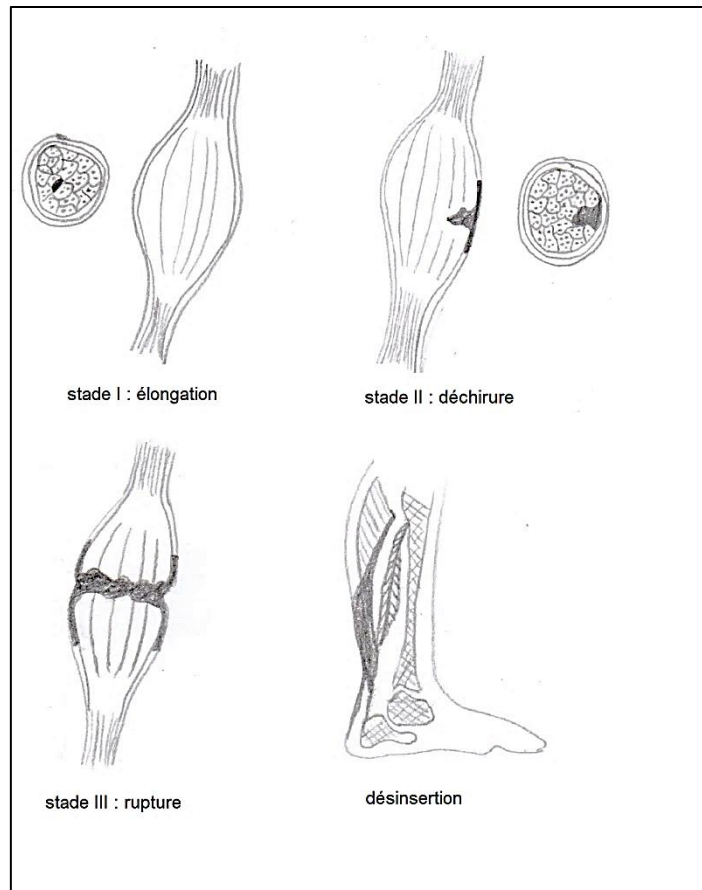 stade I : élongation
stade II : déchirure
stade III : rupture
désinsertion